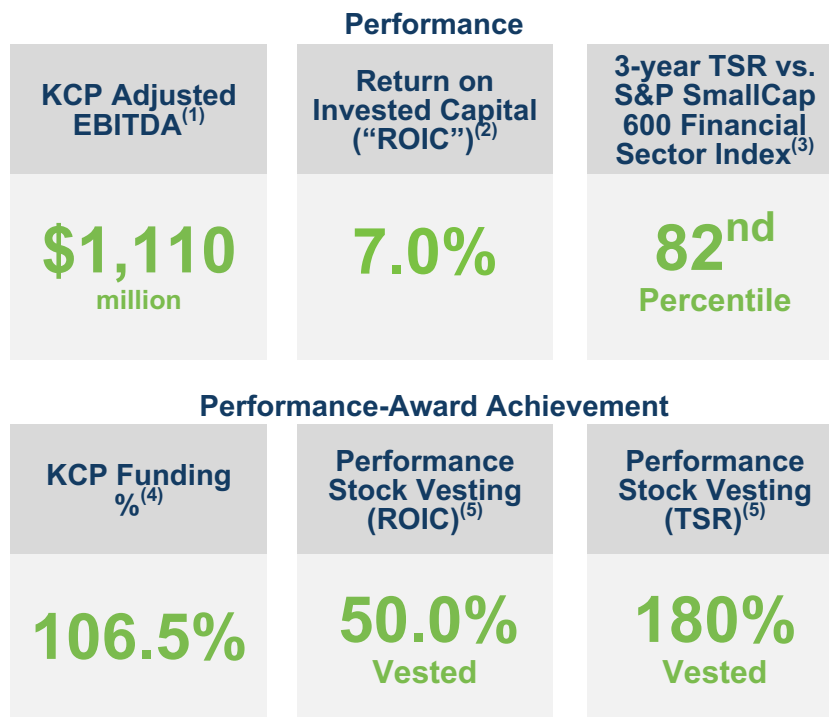 Performance
KCP Adjusted
EBITDA(1)
Return on
Invested Capital
(“ROIC”)(2)
3-year TSR vs.
S&P SmallCap
600 Financial
Sector Index(3)
$1,110
million
7.0%
82nd
Percentile
Performance-Award Achievement
KCP Funding
%(4)
Performance
Stock Vesting
(ROIC)(5)
Performance
Stock Vesting
(TSR)(5)
106.5%
50.0%
Vested
180%
Vested